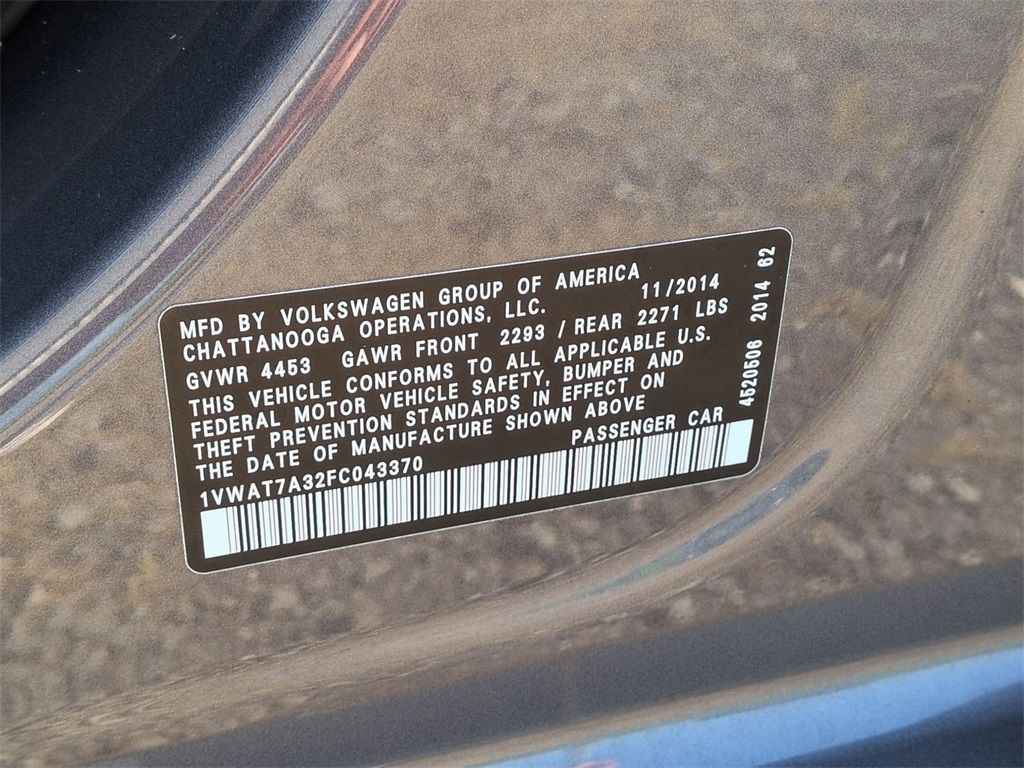 MFD BY VOLKSWAGEN GROUP OF AMERICA
CHATTANOOGA OPERATIONS, LLC. 11/2014
GVWR 4453 GAWR FRONT 2293 / REAR 2271 LBS
THIS VEHICLE CONFORMS TO ALL APPLICABLE U.S.
FEDERAL MOTOR VEHICLE SAFETY, BUMPER AND
THEFT PREVENTION STANDARDS IN EFFECT ON
THE DATE OF MANUFACTURE SHOWN ABOVE
1VWAT7A32FC043370 PASSENGER CAR
4520506 2014 62